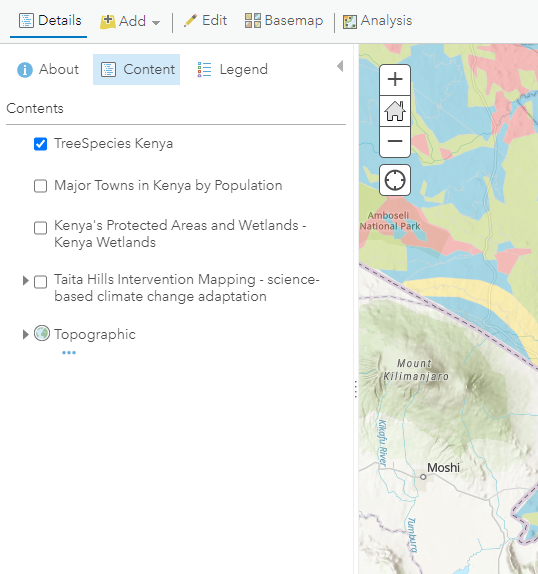 Details Add Edit Basemap Analysis
About Content Legend
Contents
TreeSpecies Kenya
Major Towns in Kenya by Population
Kenya's Protected Areas and Wetlands -
Kenya Wetlands
Taita Hills Intervention Mapping - science-
based climate change adaptation
Topographic
Amboseli
National Park
Mount
Kilimanjaro
Kikafu River
Moshi
Tumburg